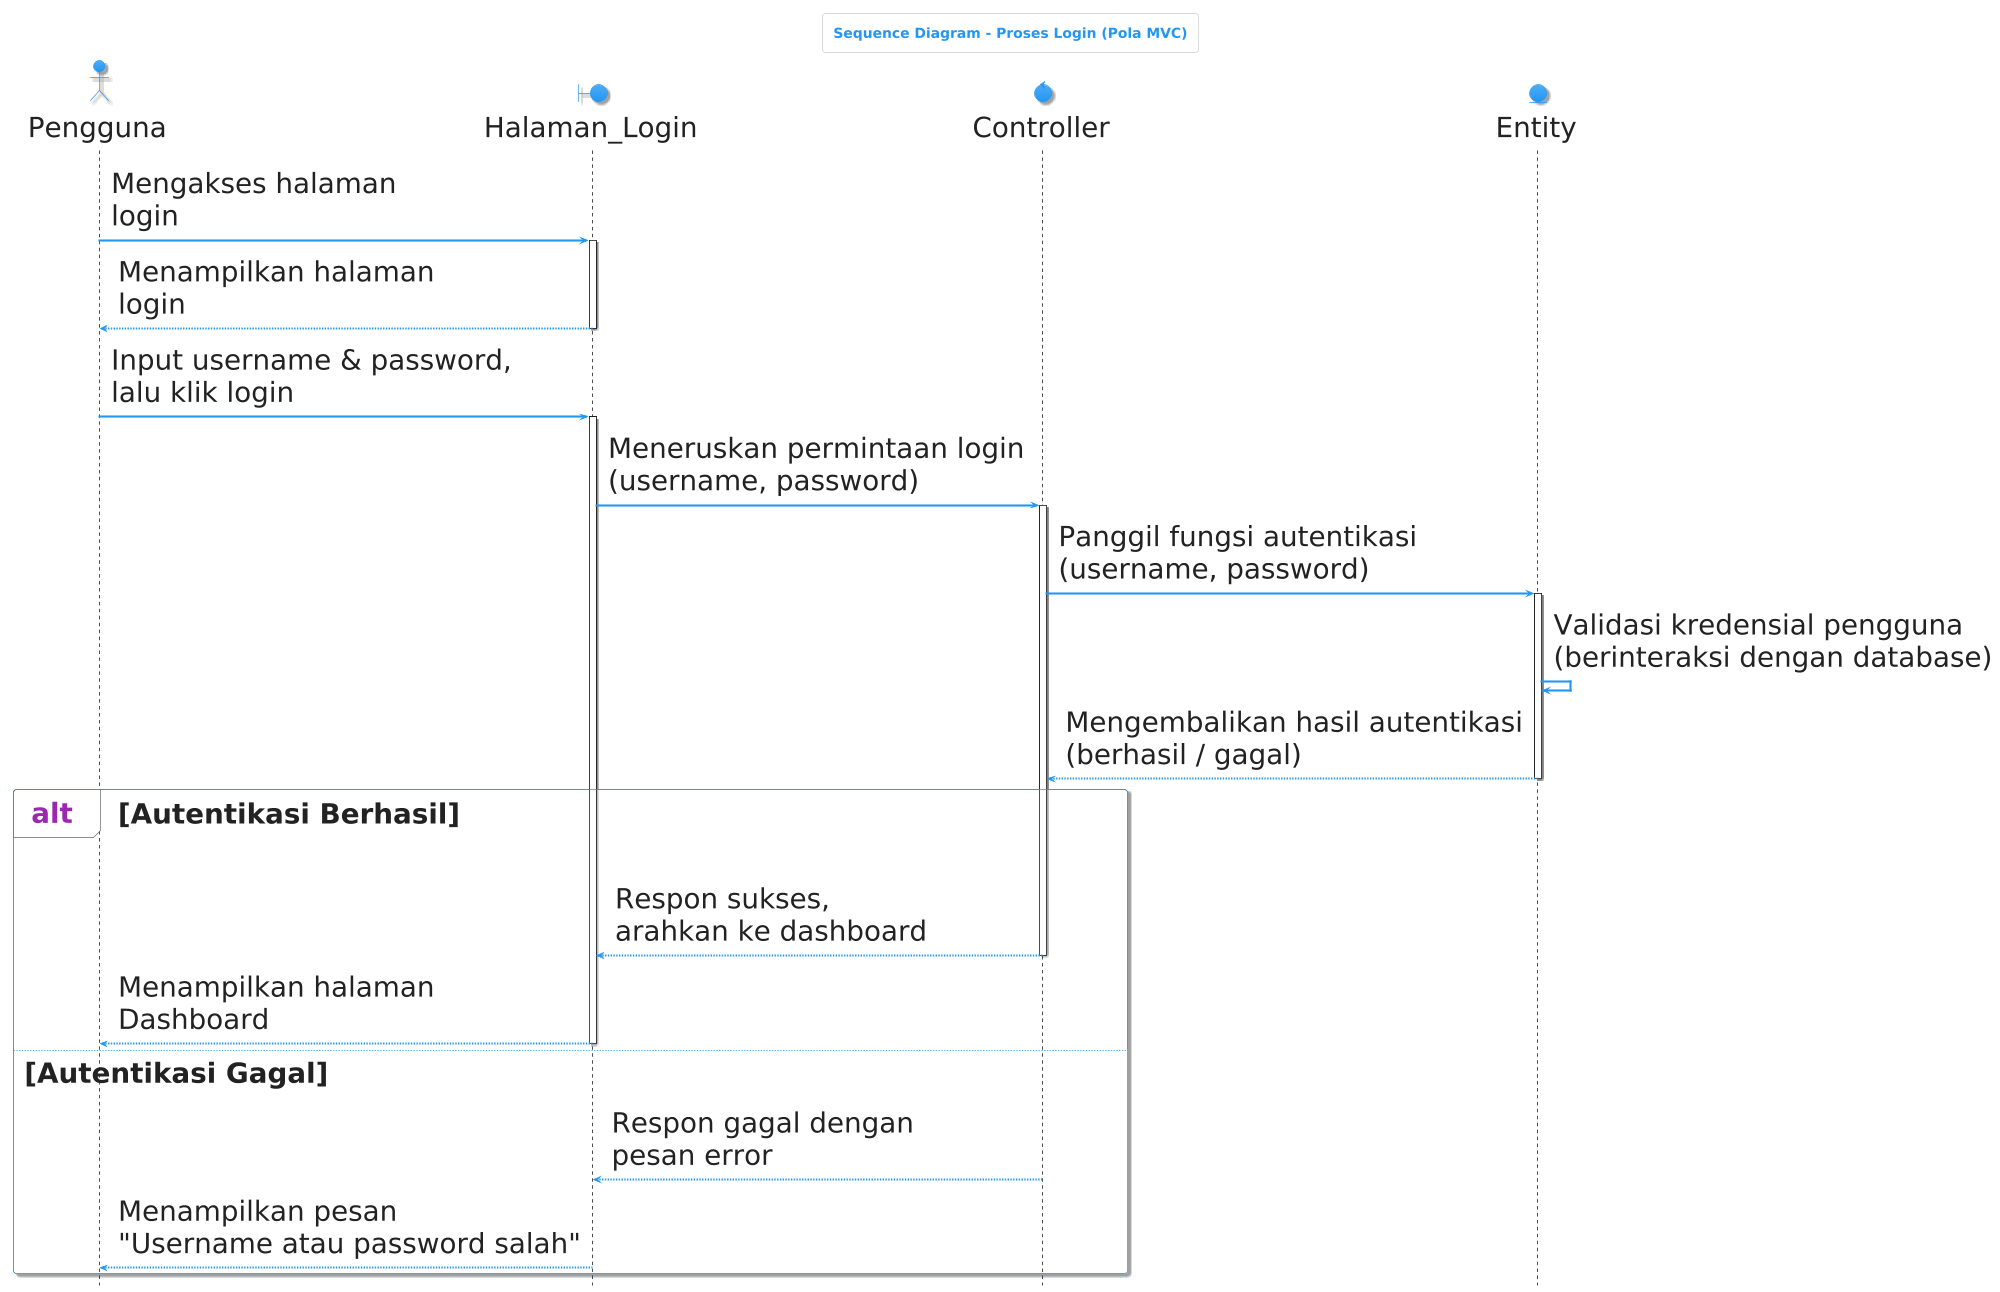 Sequence Diagram - Proses Login (Pola MVC)
Pengguna
Halaman_Login
Controller
Entity
Mengakses halaman
login
Menampilkan halaman
login
Input username & password,
lalu klik login
Meneruskan permintaan login
(username, password)
Panggil fungsi autentikasi
(username, password)
Validasi kredensial pengguna
(berinteraksi dengan database)
Mengembalikan hasil autentikasi
(berhasil / gagal)
alt [Autentikasi Berhasil]
Respon sukses,
arahkan ke dashboard
Menampilkan halaman
Dashboard
[Autentikasi Gagal]
Respon gagal dengan
pesan error
Menampilkan pesan
"Username atau password salah"